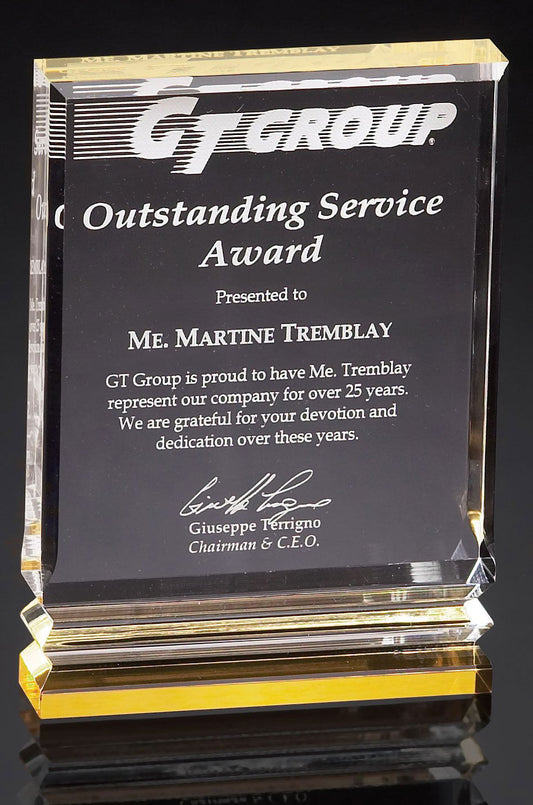 GT GROUP®
Outstanding Service
Award
Presented to
ME. MARTINE TREMBLAY
GT Group is proud to have Me. Tremblay
represent our company for over 25 years.
We are grateful for your devotion and
dedication over these years.
Giuseppe Terrigno
Chairman & C.E.O.